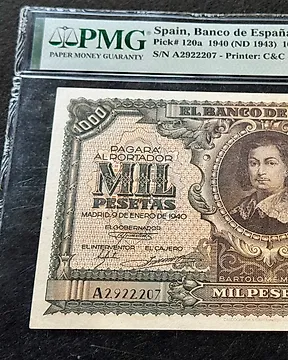 PMG
PAPER MONEY GUARANTY
Spain, Banco de España
Pick# 120a 1940 (ND 1943)
S/N A2922207 - Printer: C&C
1000
EL BANCO DE
PAGARÁ
AL PORTADOR
MIL
PESETAS
MADRID, 9 DE ENERO DE 1940
EL GOBERNADOR
EL INTERVENTOR EL CAJERO
BARTOLOMÉ
A2922207
MIL PESE